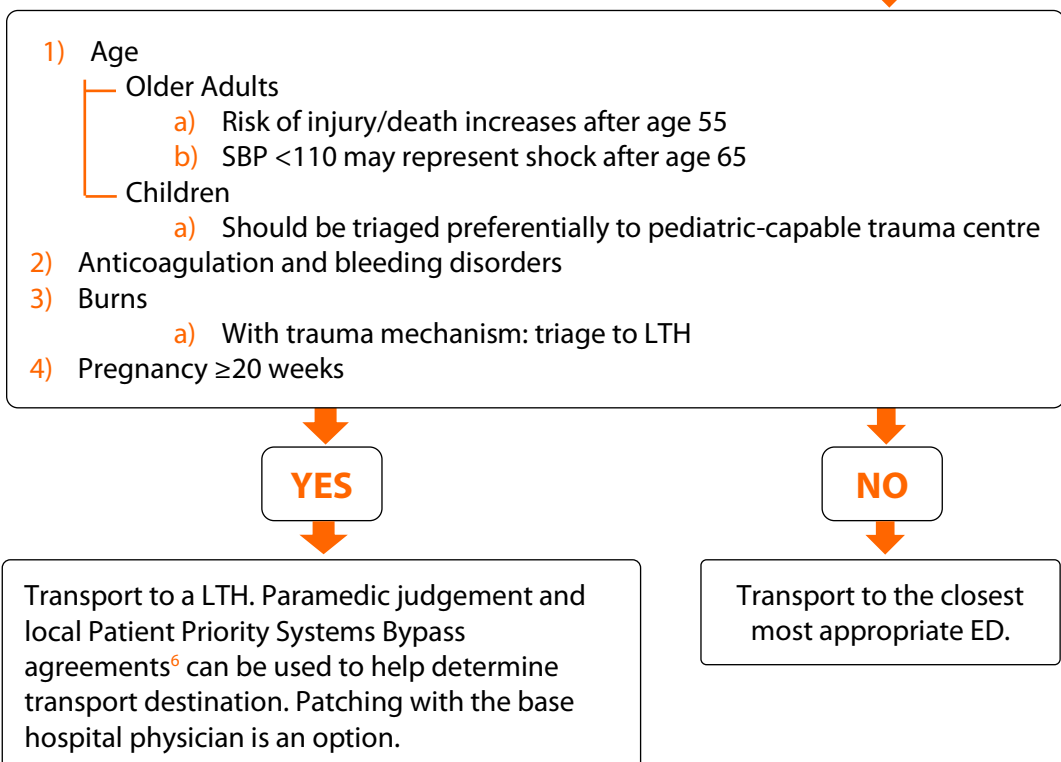 1) Age
Older Adults
a) Risk of injury/death increases after age 55
b) SBP <110 may represent shock after age 65
Children
a) Should be triaged preferentially to pediatric-capable trauma centre
2) Anticoagulation and bleeding disorders
3) Burns
a) With trauma mechanism: triage to LTH
4) Pregnancy ≥20 weeks
YES
NO
Transport to a LTH. Paramedic judgement and
local Patient Priority Systems Bypass
agreements⁶ can be used to help determine
transport destination. Patching with the base
hospital physician is an option.
Transport to the closest
most appropriate ED.